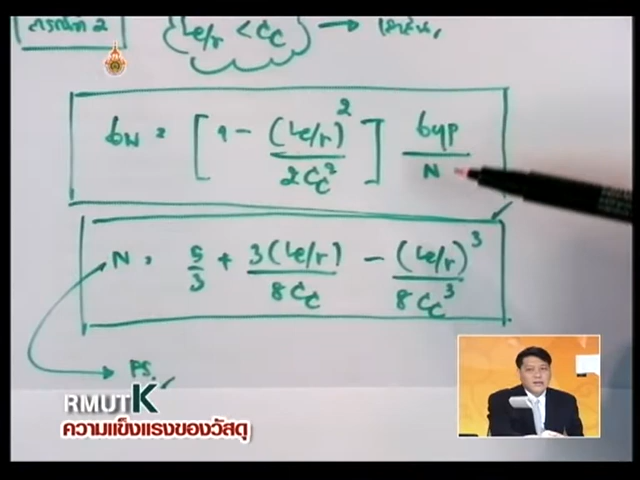 กรณีที่ 2 Le/r < Cc →
σw = [1 - (Le/r)²/2Cc²] σyp/N
N = 5/3 + 3(Le/r)/8Cc - (Le/r)³/8Cc³
FS.
RMUTK
ความแข็งแรงของวัสดุ